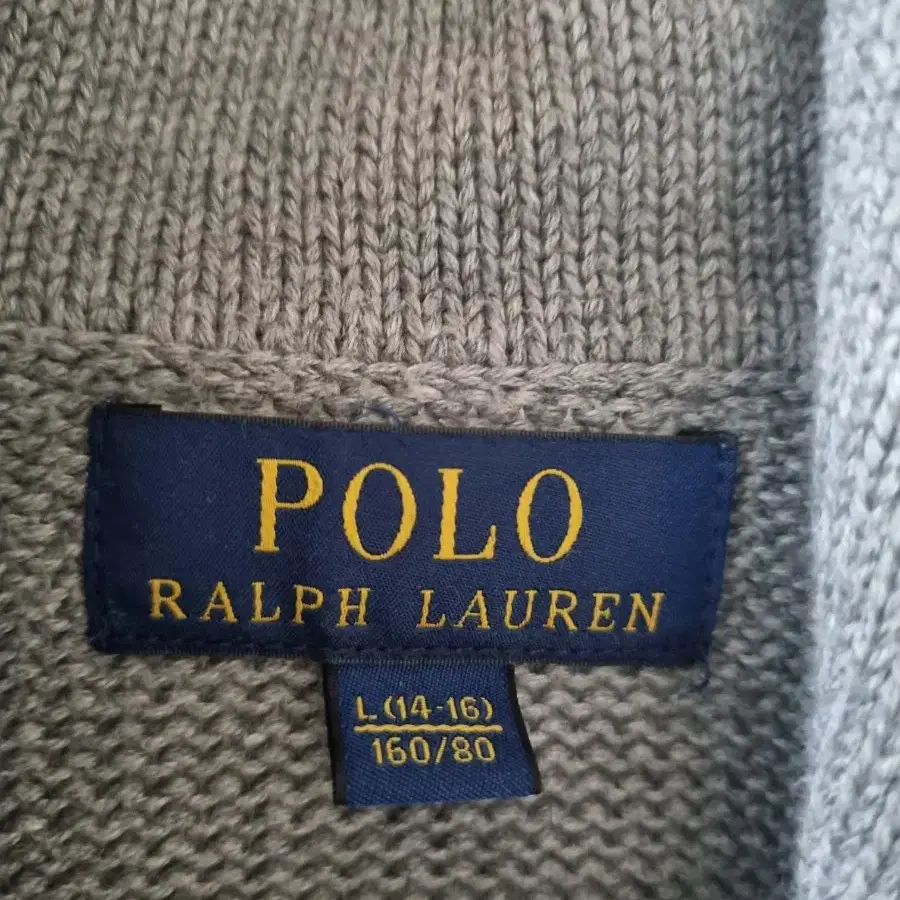 POLO
RALPH LAUREN
L (14-16)
160/80